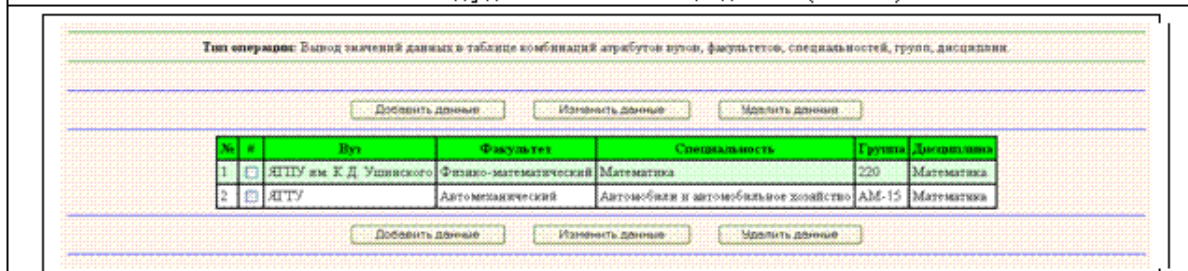 Тип операции: Вывод значений данных в таблице комбинаций атрибутов вузов, факультетов, специальностей, групп, дисциплин.
Добавить данные Изменить данные Удалить данные
№ # Вуз Факультет Специальность Группа Дисциплина
1 ЯГПУ им. К.Д. Ушинского Физико-математический Математика 220 Математика
2 ЯГТУ Автомеханический Автомобили и автомобильное хозяйство АМ-15 Математика
Добавить данные Изменить данные Удалить данные